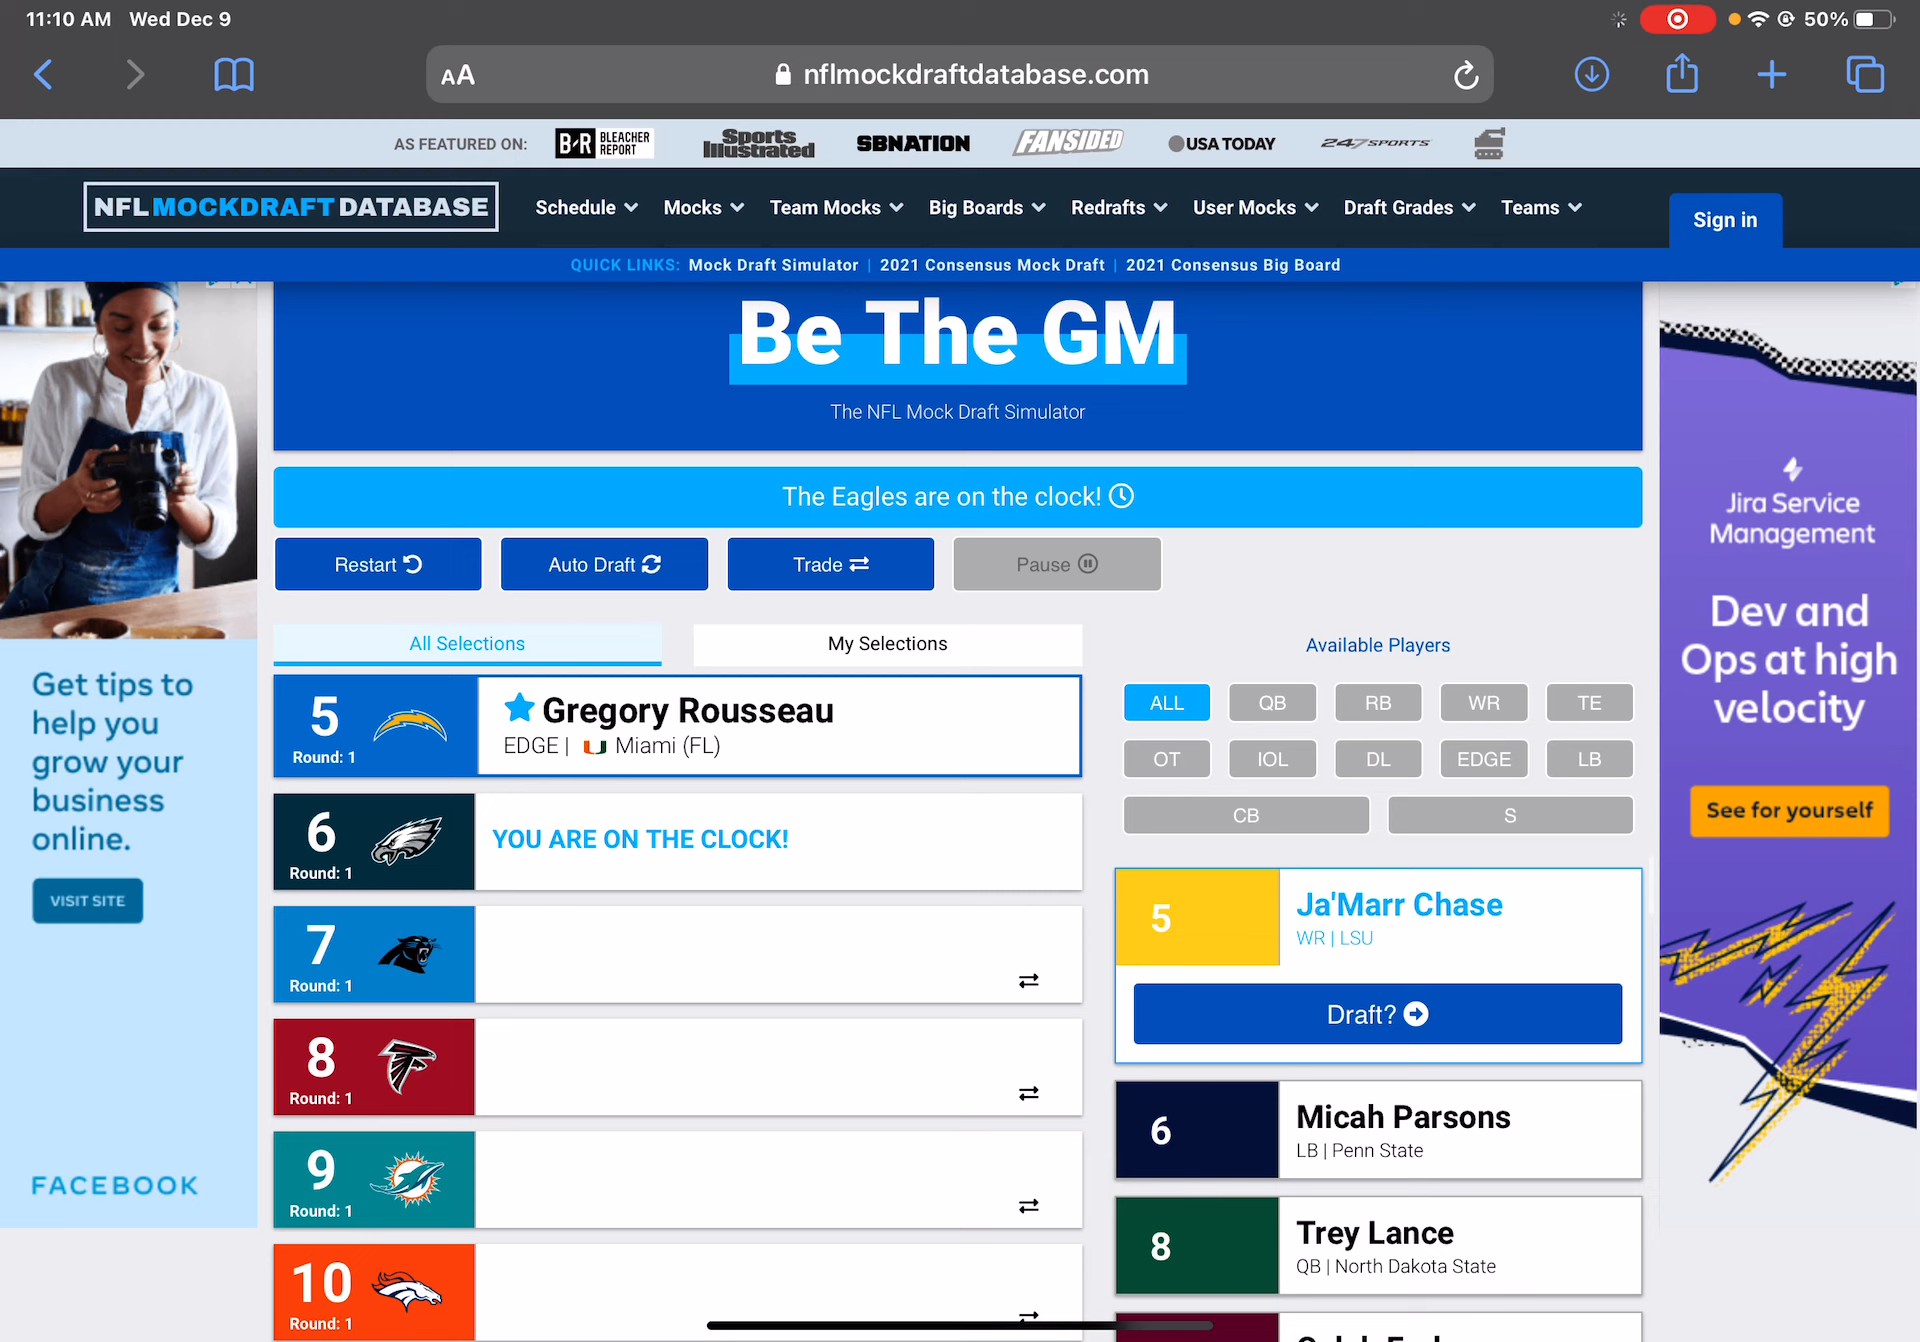 11:10 AM Wed Dec 9
50%
AA
nflmockdraftdatabase.com
AS FEATURED ON:
B/R BLEACHER REPORT
Sports Illustrated
SBNATION
FANSIDED
USA TODAY
247SPORTS
NFL MOCKDRAFT DATABASE
Schedule
Mocks
Team Mocks
Big Boards
Redrafts
User Mocks
Draft Grades
Teams
Sign in
QUICK LINKS: Mock Draft Simulator | 2021 Consensus Mock Draft | 2021 Consensus Big Board
Be The GM
The NFL Mock Draft Simulator
The Eagles are on the clock!
Restart
Auto Draft
Trade
Pause
All Selections
My Selections
5
Round: 1
Gregory Rousseau
EDGE | Miami (FL)
6
Round: 1
YOU ARE ON THE CLOCK!
7
Round: 1
8
Round: 1
9
Round: 1
10
Round: 1
Available Players
ALL
QB
RB
WR
TE
OT
IOL
DL
EDGE
LB
CB
S
5
Ja'Marr Chase
WR | LSU
Draft?
6
Micah Parsons
LB | Penn State
8
Trey Lance
QB | North Dakota State
Get tips to
help you
grow your
business
online.
VISIT SITE
FACEBOOK
Jira Service
Management
Dev and
Ops at high
velocity
See for yourself